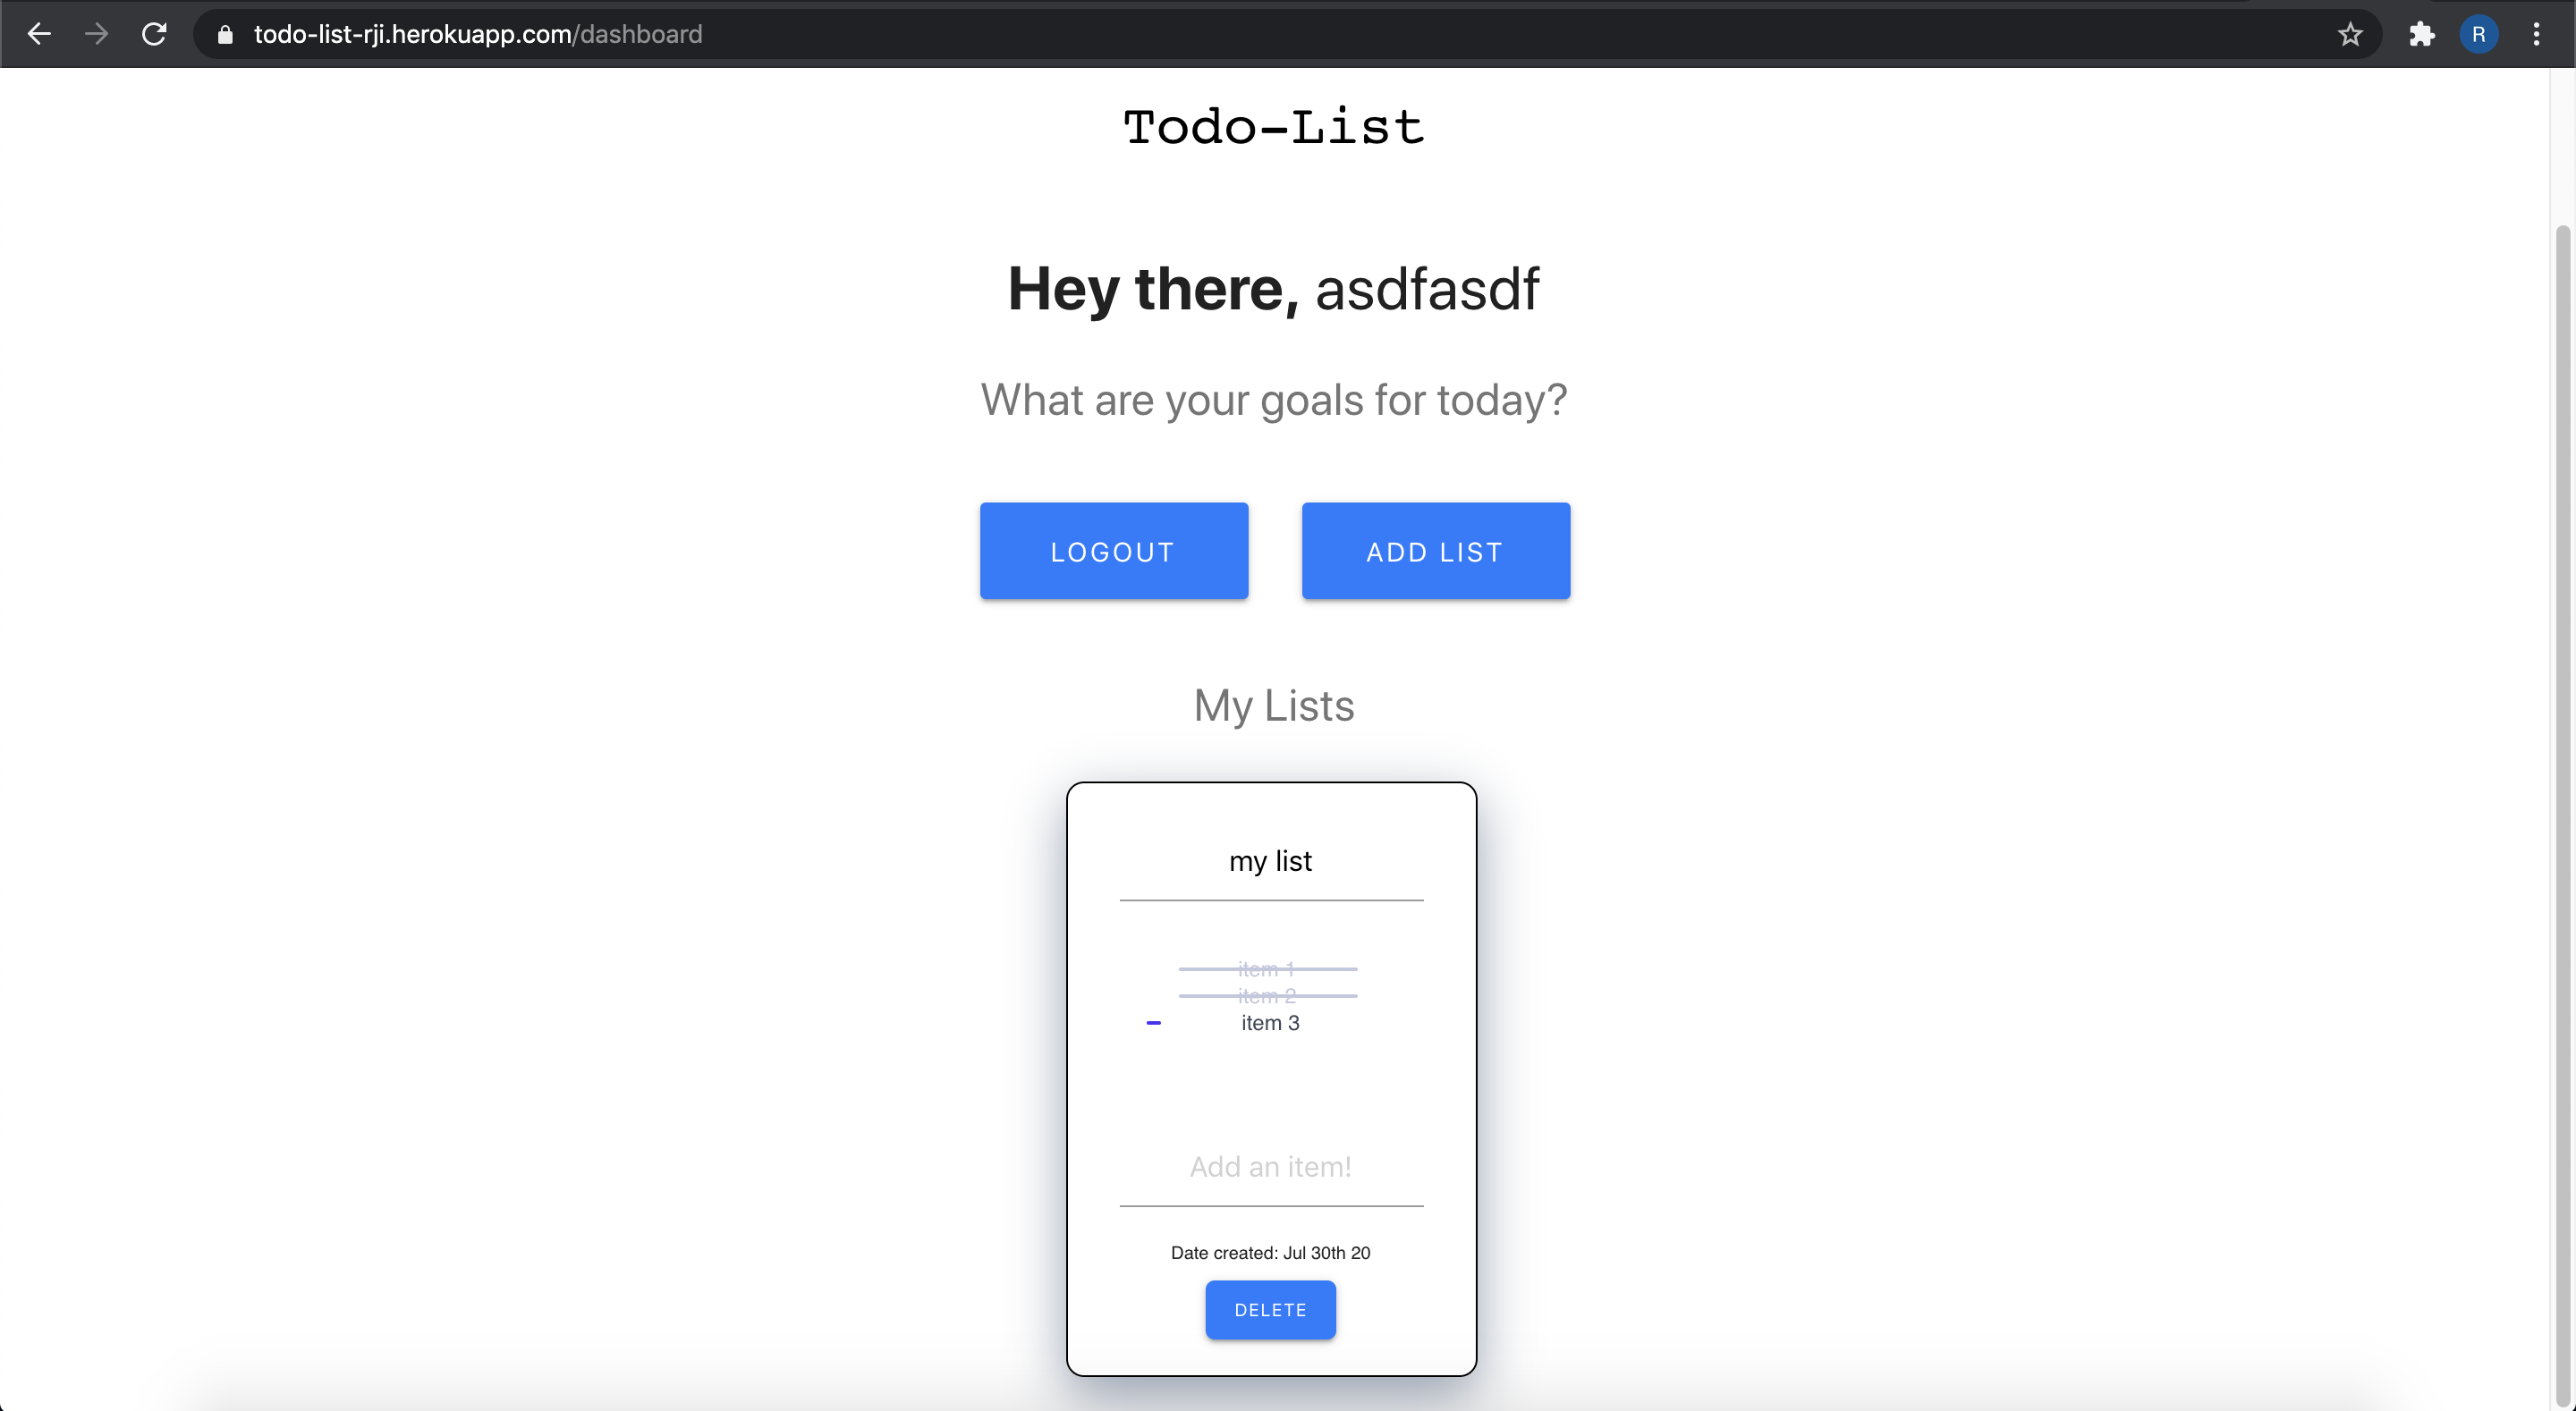 todo-list-rji.herokuapp.com/dashboard
R
Todo-List
Hey there, asdfasdf
What are your goals for today?
LOGOUT ADD LIST
My Lists
my list
item 1
item 2
item 3
Add an item!
Date created: Jul 30th 20
DELETE